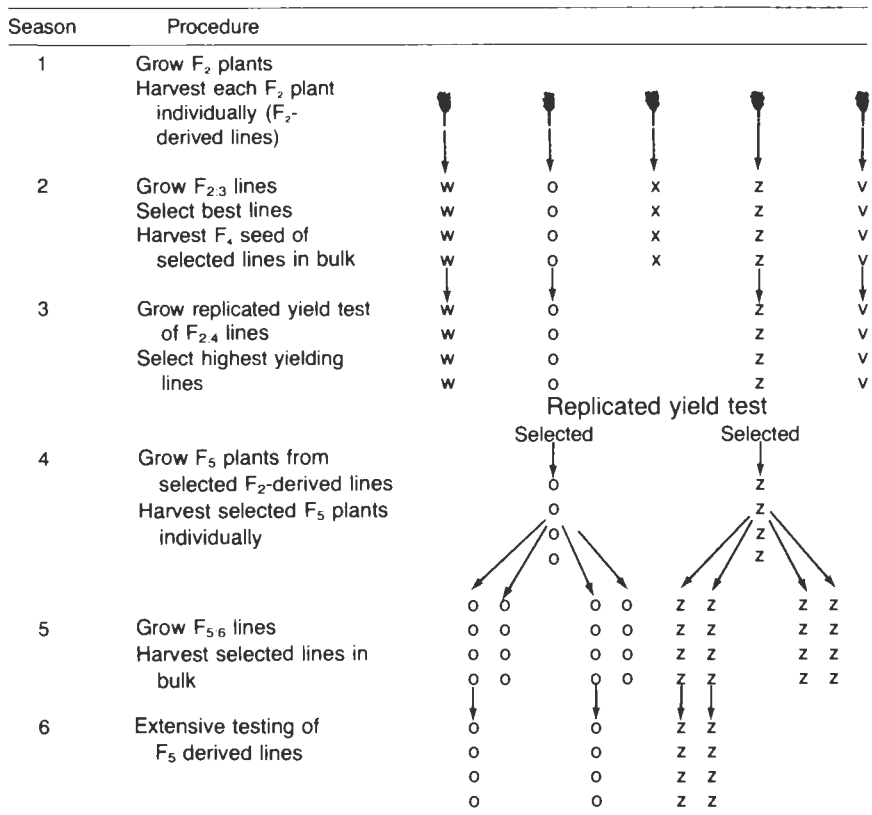 Season Procedure
1 Grow F₂ plants
Harvest each F₂ plant
individually (F₂-
derived lines)
2 Grow F₂.₃ lines w o x z v
Select best lines w o x z v
Harvest F₄ seed of w o x z v
selected lines in bulk w o x z v
3 Grow replicated yield test w o z v
of F₂.₄ lines w o z v
Select highest yielding w o z v
lines w o z v
Replicated yield test
Selected Selected
4 Grow F₅ plants from
selected F₂-derived lines o z
Harvest selected F₅ plants o z
individually o z
o z
o o o o z z z z
5 Grow F₅ ₆ lines o o o o z z z z
Harvest selected lines in o o o o z z z z
bulk o o o o z z z z
6 Extensive testing of o o z z
F₅ derived lines o o z z
o o z z
o o z z